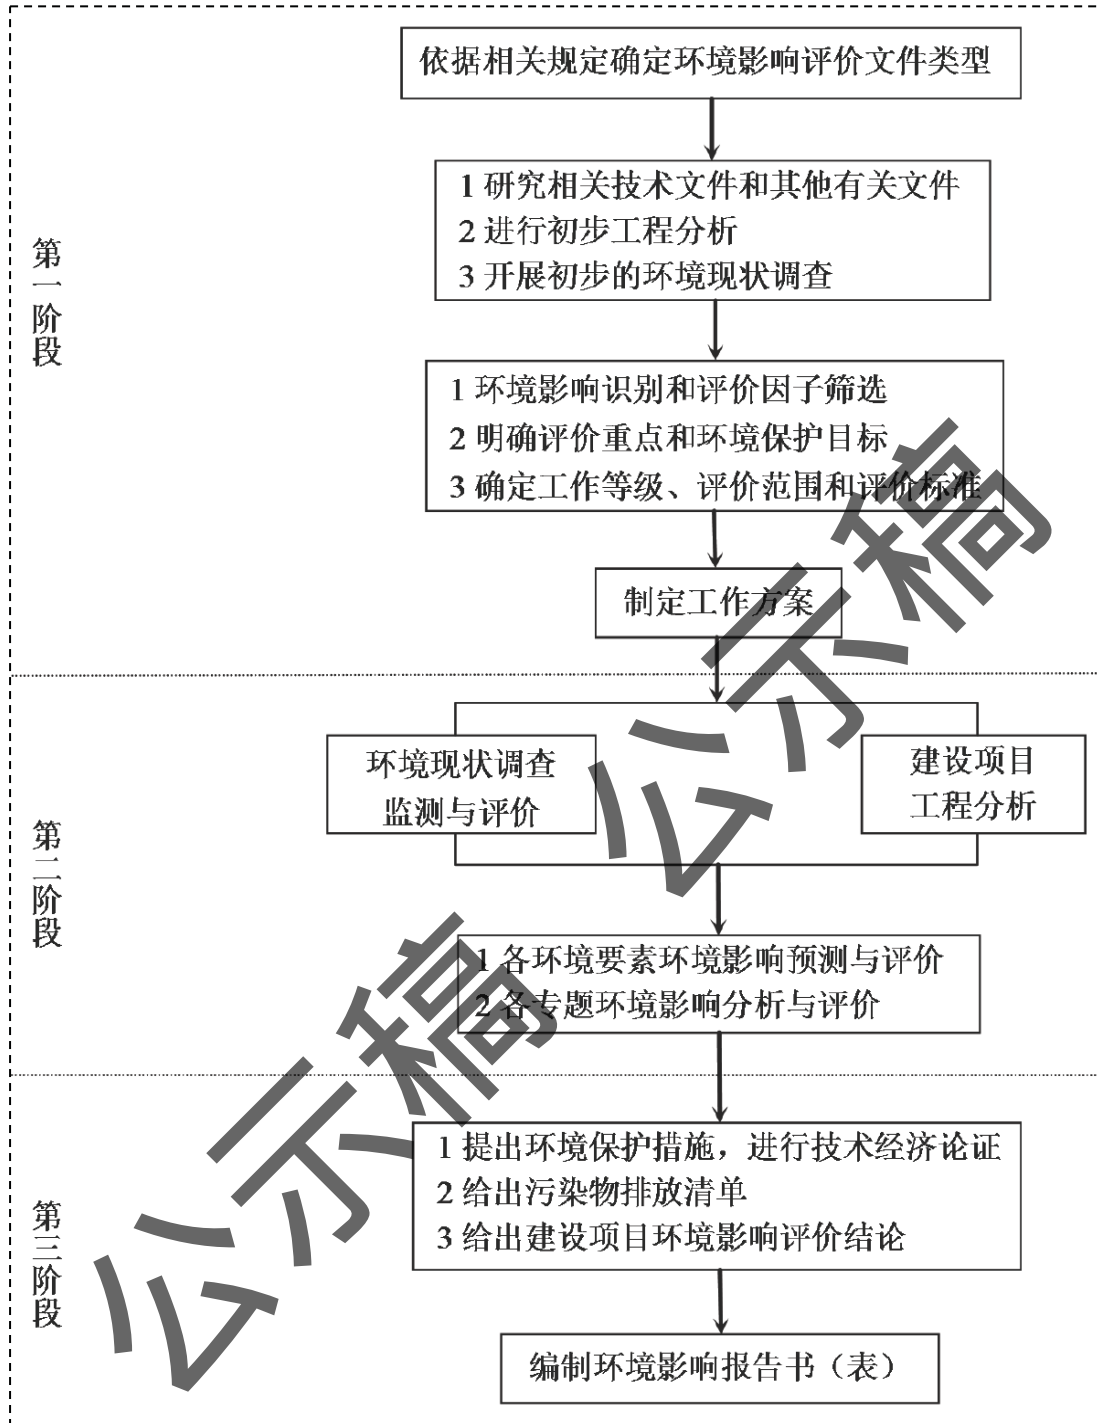 依据相关规定确定环境影响评价文件类型
1 研究相关技术文件和其他有关文件
2 进行初步工程分析
3 开展初步的环境现状调查
第一阶段
1 环境影响识别和评价因子筛选
2 明确评价重点和环境保护目标
3 确定工作等级、评价范围和评价标准
制定工作方案
环境现状调查
监测与评价
建设项目
工程分析
第二阶段
1 各环境要素环境影响预测与评价
2 各专题环境影响分析与评价
1 提出环境保护措施，进行技术经济论证
2 给出污染物排放清单
3 给出建设项目环境影响评价结论
第三阶段
编制环境影响报告书（表）
公示稿
公示稿